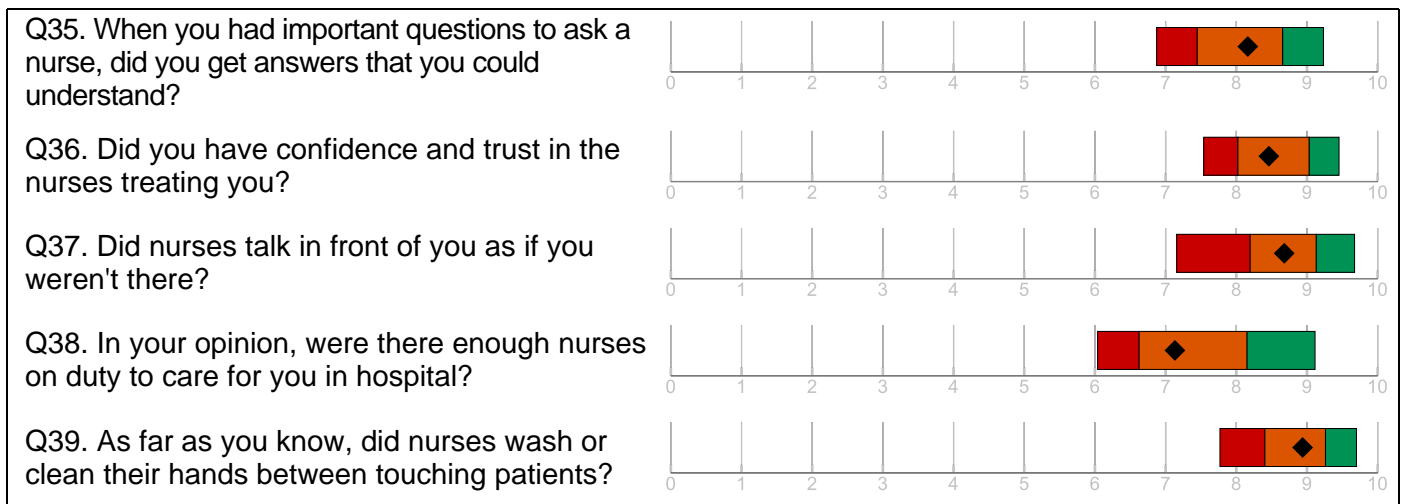 Q35. When you had important questions to ask a
nurse, did you get answers that you could
understand?
0 1 2 3 4 5 6 7 8 9 10
Q36. Did you have confidence and trust in the
nurses treating you?
0 1 2 3 4 5 6 7 8 9 10
Q37. Did nurses talk in front of you as if you
weren't there?
0 1 2 3 4 5 6 7 8 9 10
Q38. In your opinion, were there enough nurses
on duty to care for you in hospital?
0 1 2 3 4 5 6 7 8 9 10
Q39. As far as you know, did nurses wash or
clean their hands between touching patients?
0 1 2 3 4 5 6 7 8 9 10